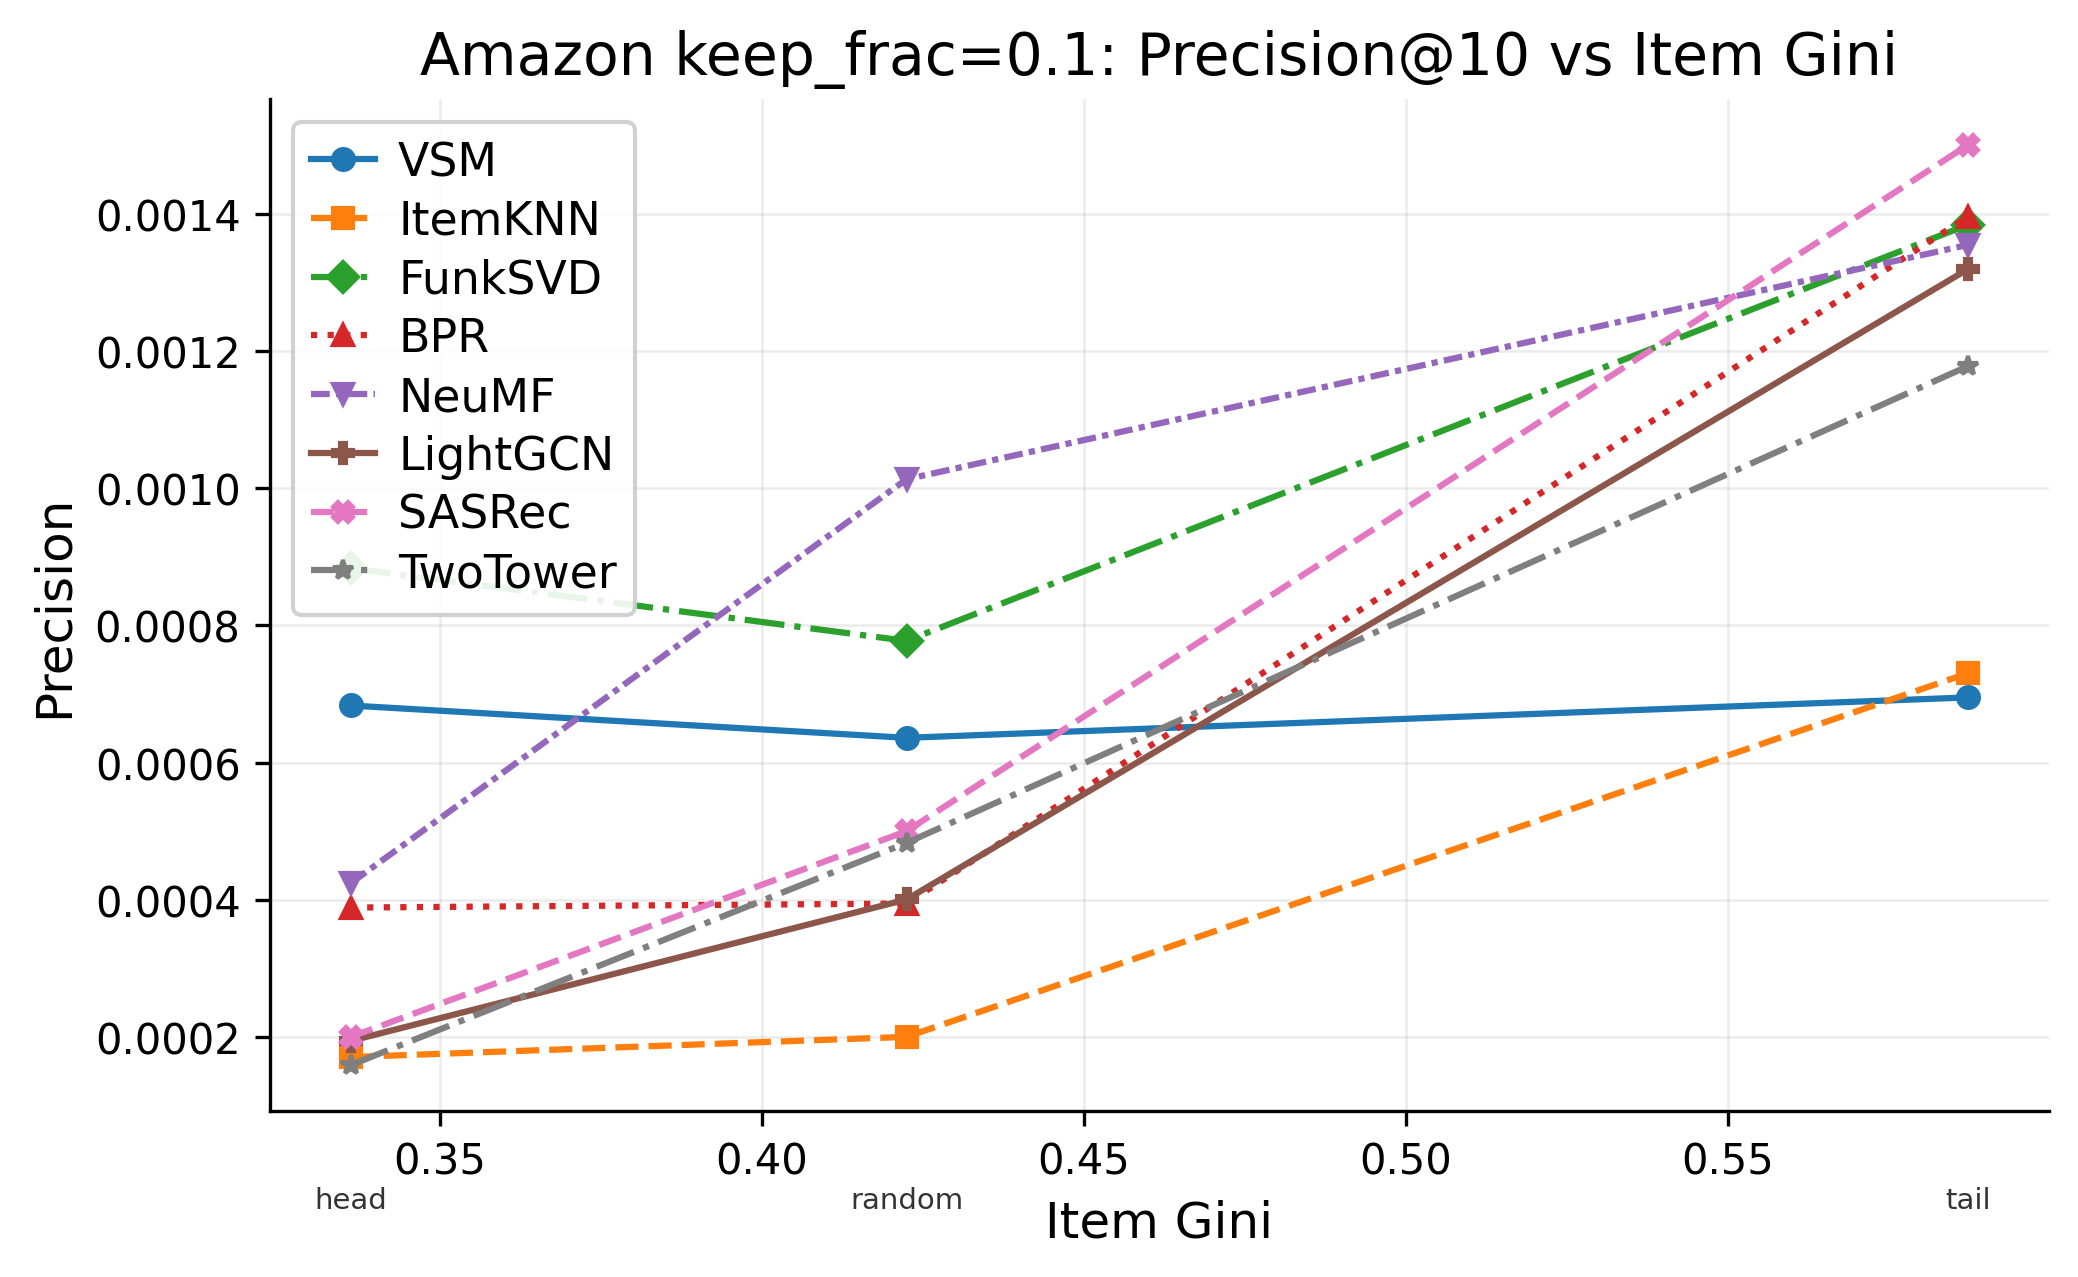 Amazon keep_frac=0.1: Precision@10 vs Item Gini
VSM
ItemKNN
FunkSVD
BPR
NeuMF
LightGCN
SASRec
TwoTower
Precision
0.0014
0.0012
0.0010
0.0008
0.0006
0.0004
0.0002
0.35 0.40 0.45 0.50 0.55
head random tail
Item Gini